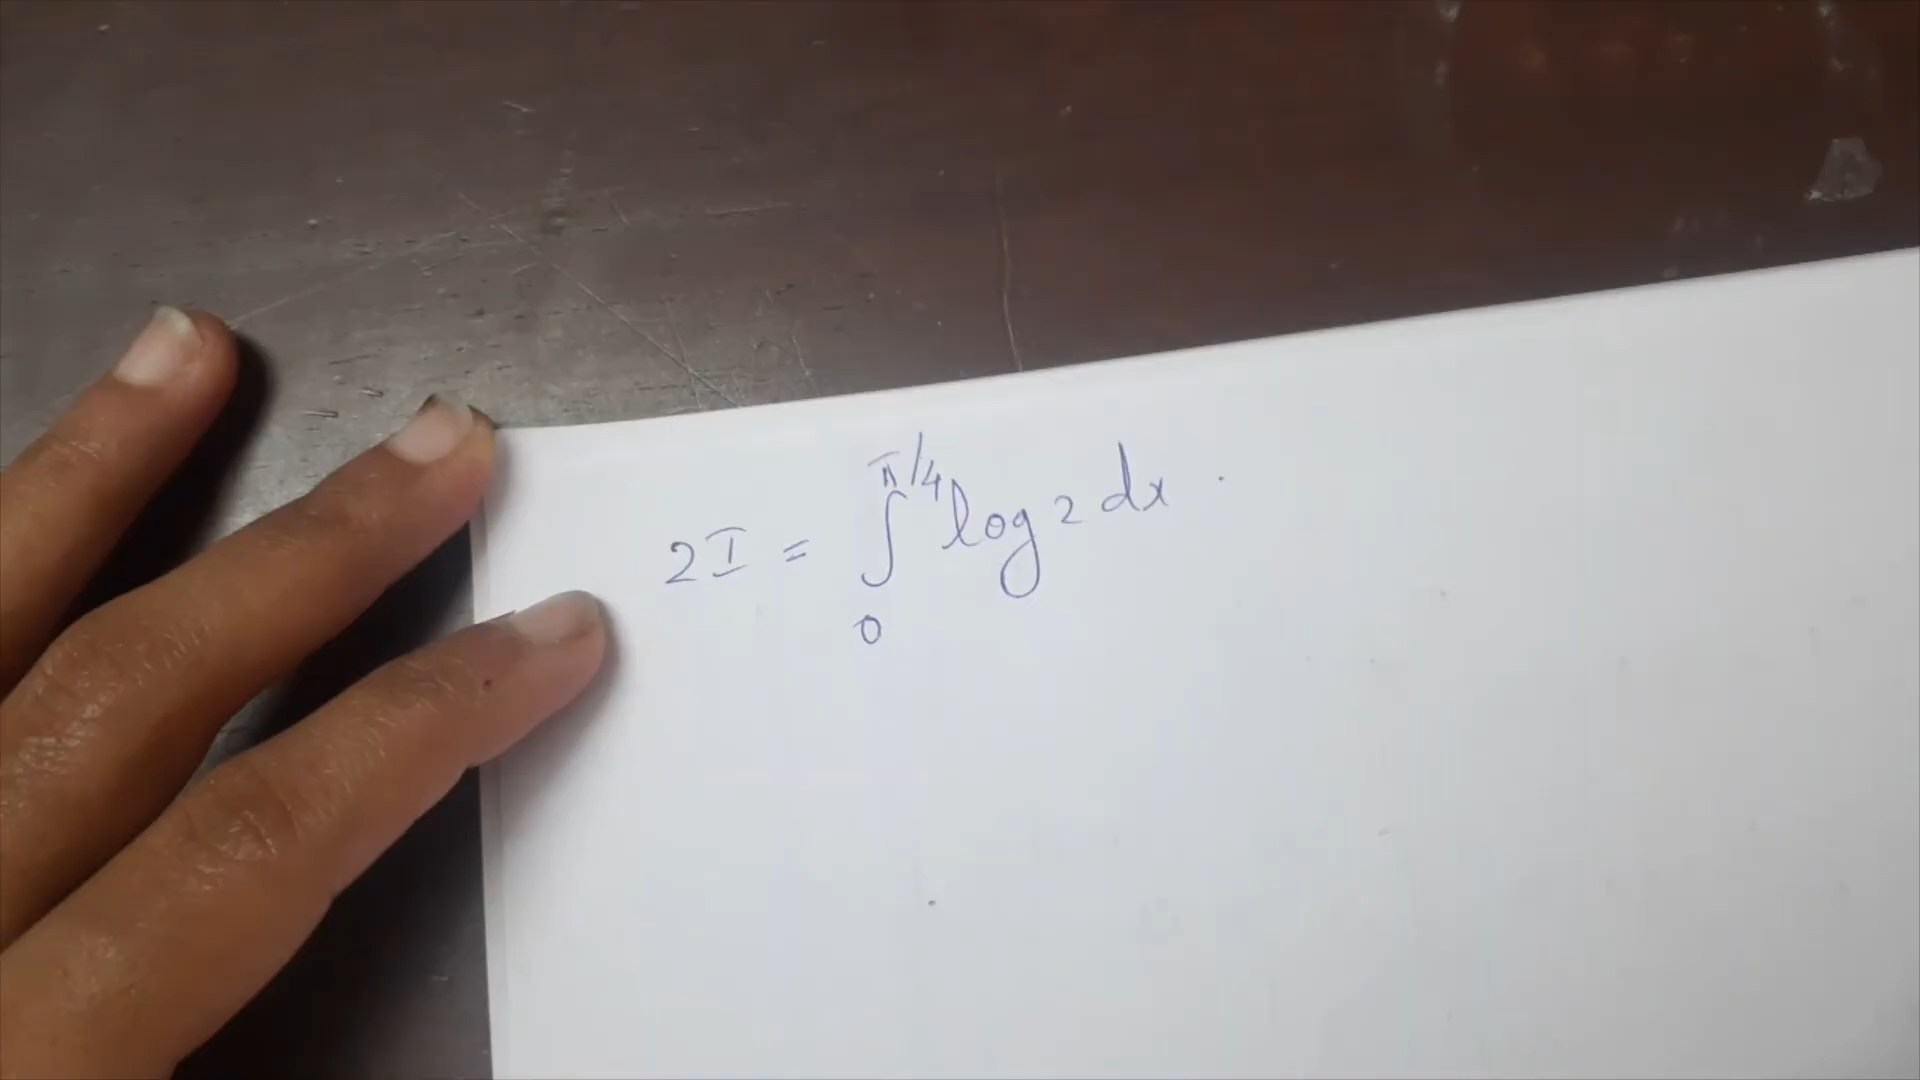 2I = ∫₀^π/4 log 2 dx .